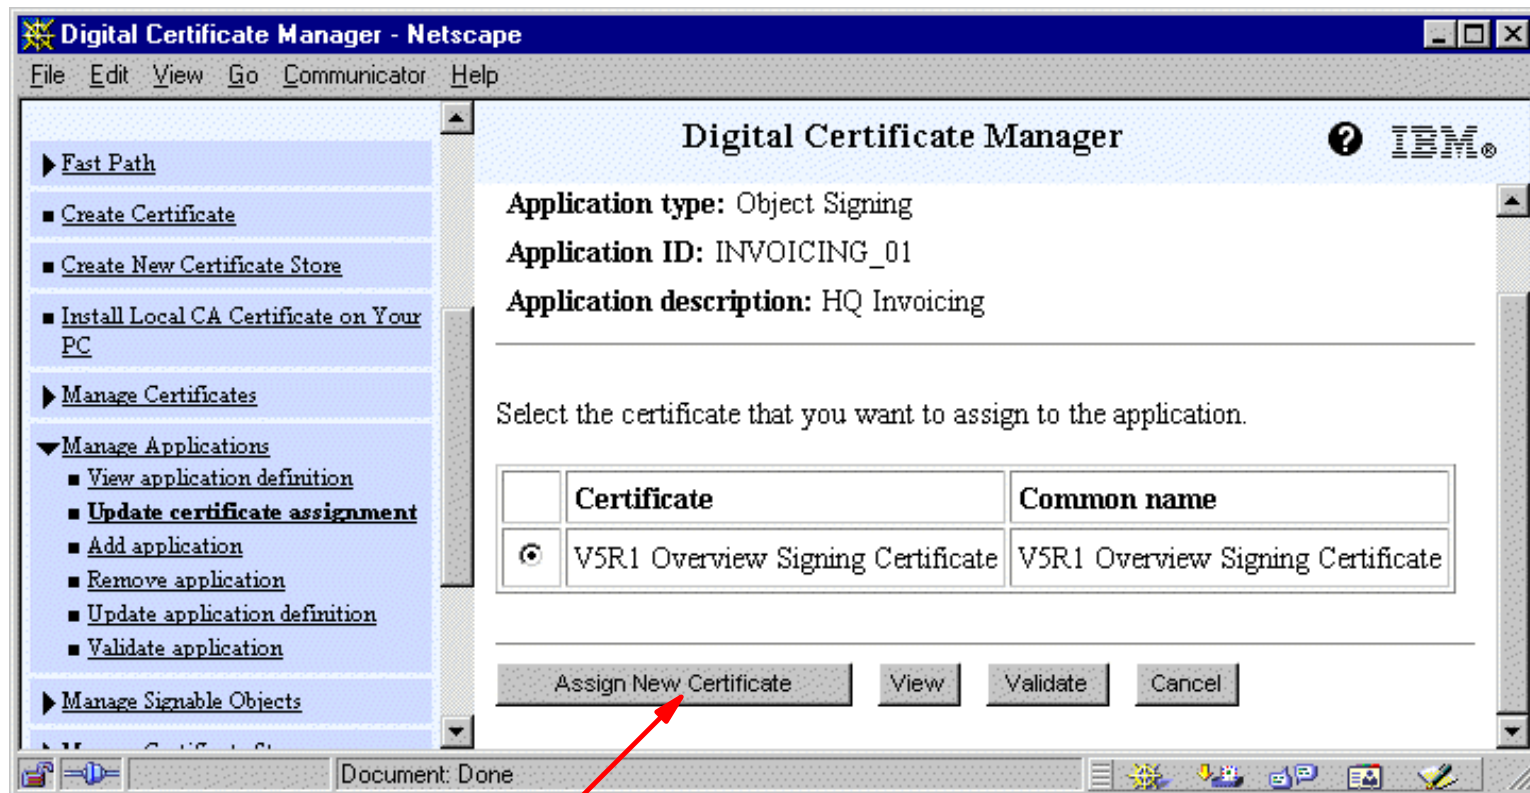 Digital Certificate Manager - Netscape
File Edit View Go Communicator Help
Fast Path
Create Certificate
Create New Certificate Store
Install Local CA Certificate on Your
PC
Manage Certificates
Manage Applications
View application definition
Update certificate assignment
Add application
Remove application
Update application definition
Validate application
Manage Signable Objects
Digital Certificate Manager
IBM®
Application type: Object Signing
Application ID: INVOICING_01
Application description: HQ Invoicing
Select the certificate that you want to assign to the application.
Certificate Common name
V5R1 Overview Signing Certificate V5R1 Overview Signing Certificate
Assign New Certificate View Validate Cancel
Document: Done